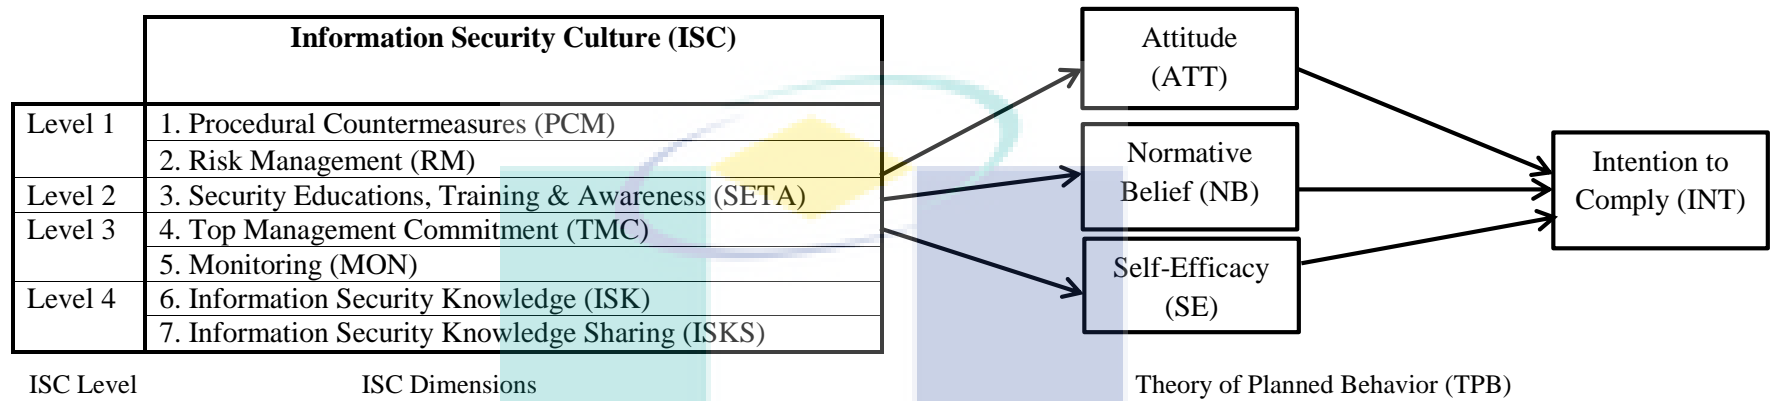 Information Security Culture (ISC)
Level 1
1. Procedural Countermeasures (PCM)
2. Risk Management (RM)
Level 2
3. Security Educations, Training & Awareness (SETA)
Level 3
4. Top Management Commitment (TMC)
5. Monitoring (MON)
Level 4
6. Information Security Knowledge (ISK)
7. Information Security Knowledge Sharing (ISKS)
ISC Level
ISC Dimensions
Attitude
(ATT)
Normative
Belief (NB)
Self-Efficacy
(SE)
Intention to
Comply (INT)
Theory of Planned Behavior (TPB)